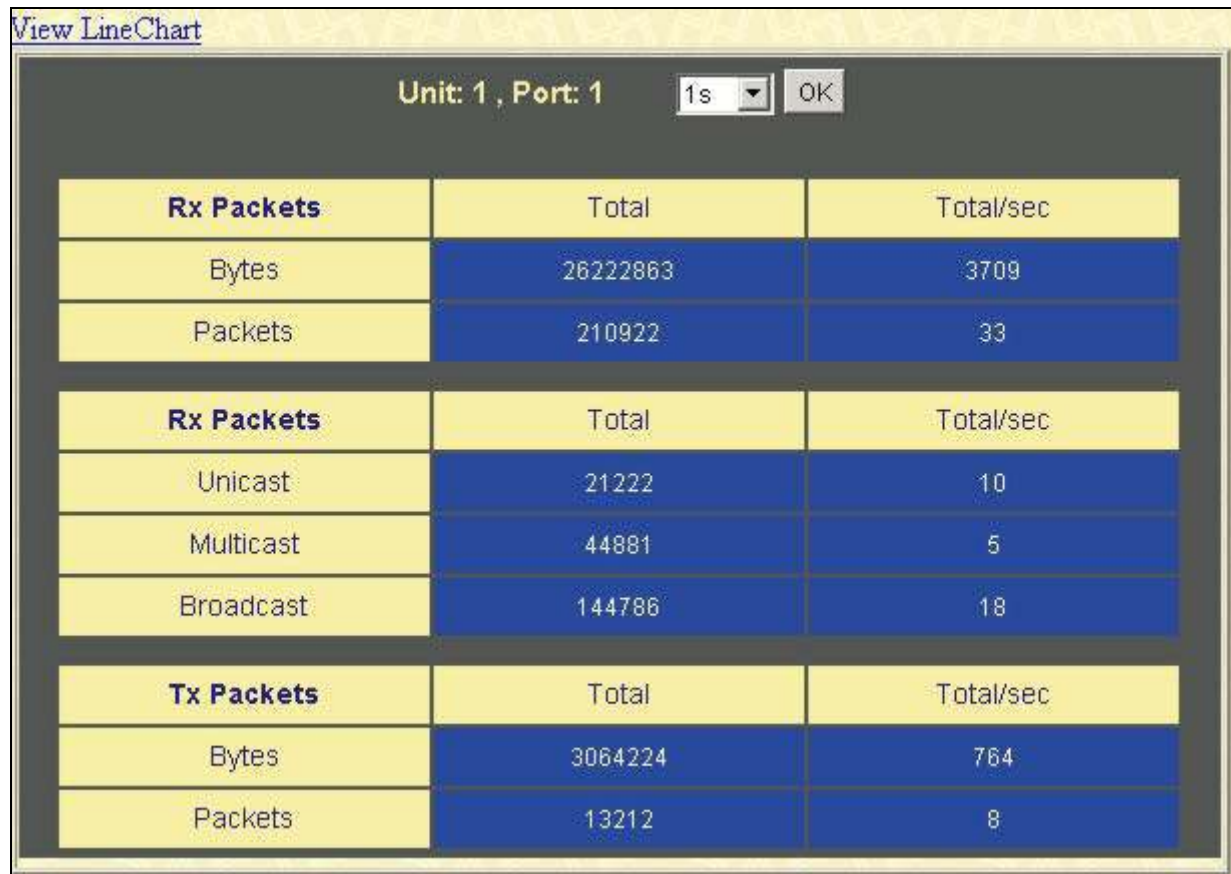 View LineChart
Unit: 1 , Port: 1 1s OK
Rx Packets Total Total/sec
Bytes 26222863 3709
Packets 210922 33
Rx Packets Total Total/sec
Unicast 21222 10
Multicast 44881 5
Broadcast 144786 18
Tx Packets Total Total/sec
Bytes 3064224 764
Packets 13212 8